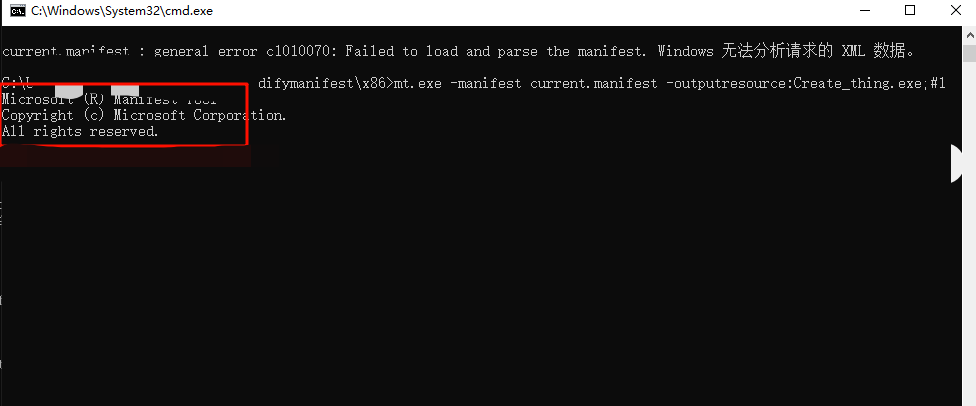 C:\Windows\System32\cmd.exe
current.manifest : general error c1010070: Failed to load and parse the manifest. Windows 无法分析请求的 XML 数据。
C:\ difymanifest\x86>mt.exe -manifest current.manifest -outputresource:Create_thing.exe;#1
Microsoft (R) Manifest Tool
Copyright (c) Microsoft Corporation.
All rights reserved.